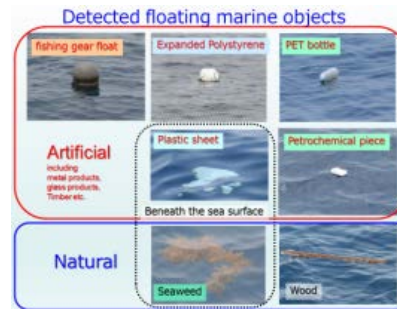 Detected floating marine objects
fishing gear float
Expanded Polystyrene
PET bottle
Artificial
including
metal products,
glass products,
Timber etc.
Plastic sheet
Petrochemical piece
Beneath the sea surface
Natural
Seaweed
Wood